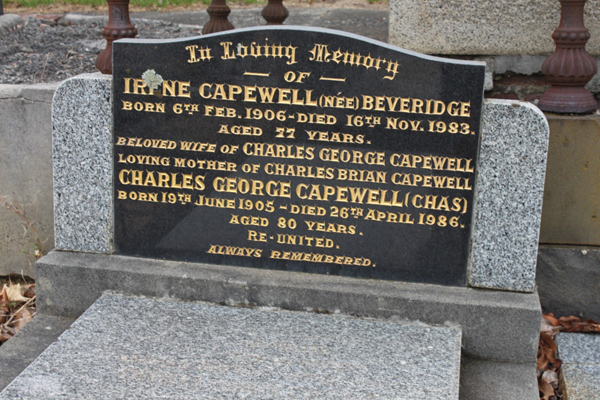 In Loving Memory
OF
IRENE CAPEWELL (NÉE) BEVERIDGE
BORN 6TH FEB. 1906 - DIED 16TH NOV. 1983.
AGED 77 YEARS.
BELOVED WIFE OF CHARLES GEORGE CAPEWELL
LOVING MOTHER OF CHARLES BRIAN CAPEWELL
CHARLES GEORGE CAPEWELL (CHAS)
BORN 19TH JUNE 1905 - DIED 26TH APRIL 1986.
AGED 80 YEARS.
RE-UNITED.
ALWAYS REMEMBERED.